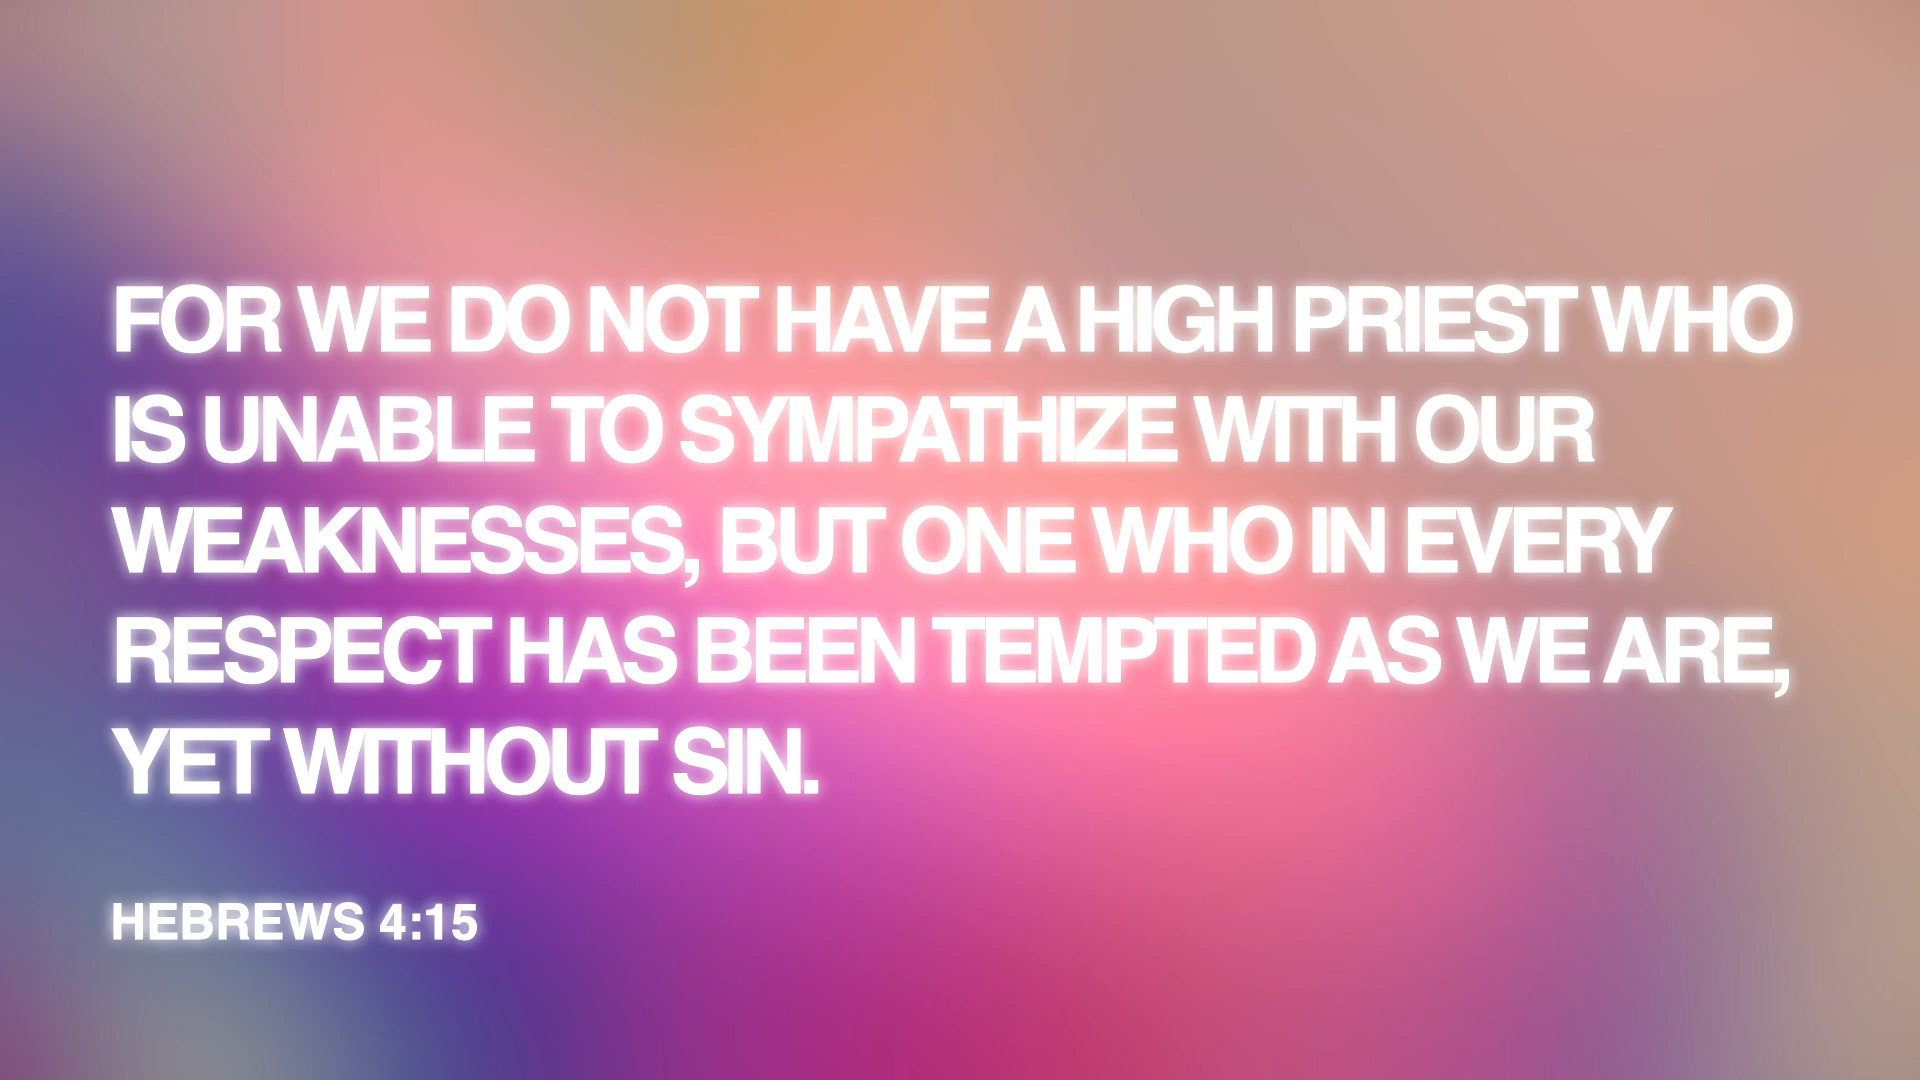 FOR WE DO NOT HAVE A HIGH PRIEST WHO
IS UNABLE TO SYMPATHIZE WITH OUR
WEAKNESSES, BUT ONE WHO IN EVERY
RESPECT HAS BEEN TEMPTED AS WE ARE,
YET WITHOUT SIN.
HEBREWS 4:15